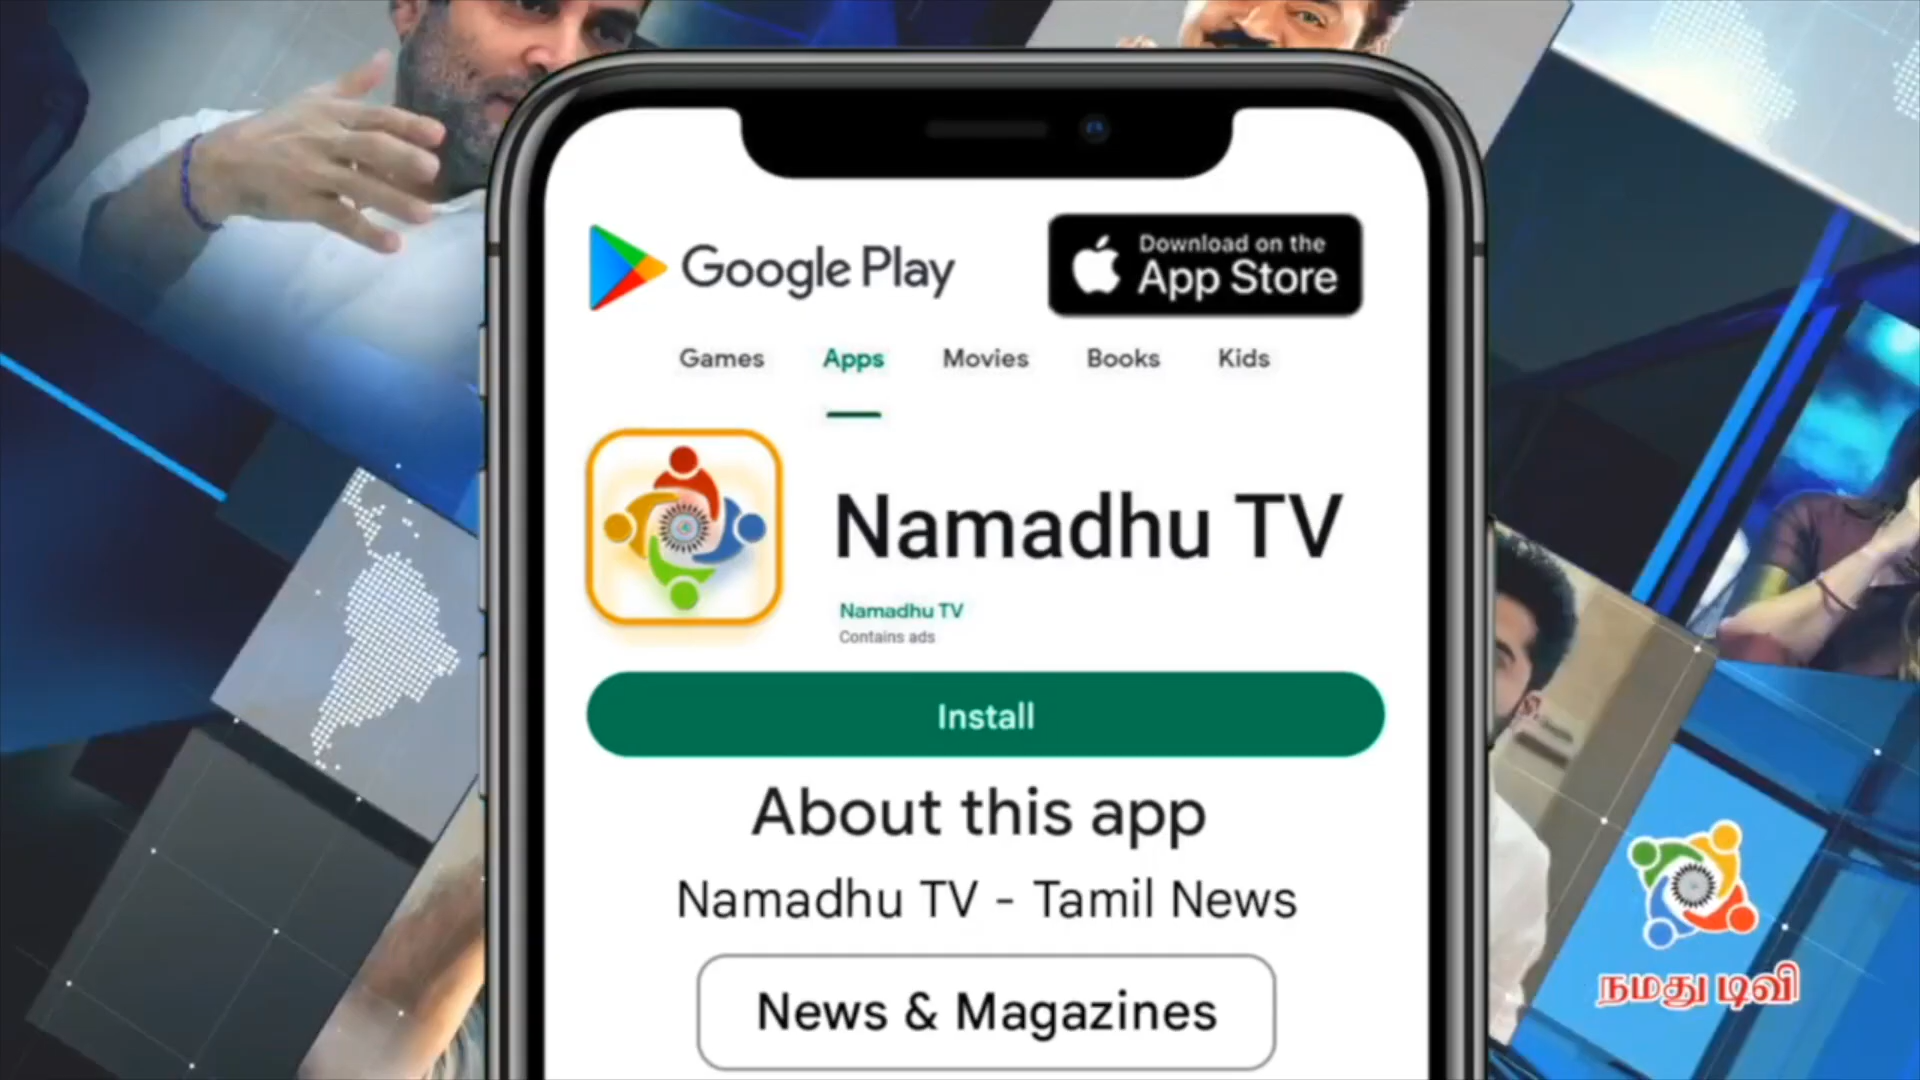 Google Play
Download on the
App Store
Games Apps Movies Books Kids
Namadhu TV
Namadhu TV
Contains ads
Install
About this app
Namadhu TV - Tamil News
News & Magazines
நமது டிவி